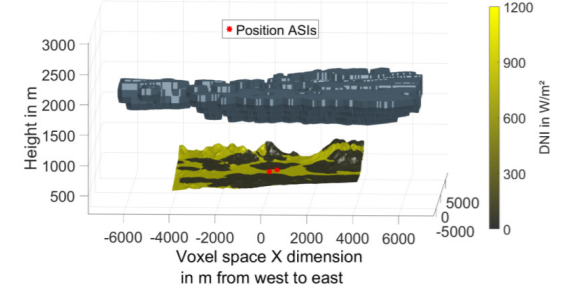 Position ASIs
3000
2500
2000
1500
1000
500
Height in m
-6000 -4000 -2000 0 2000 4000 6000
5000
0
-5000
Voxel space X dimension
in m from west to east
1200
900
600
300
0
DNI in W/m²